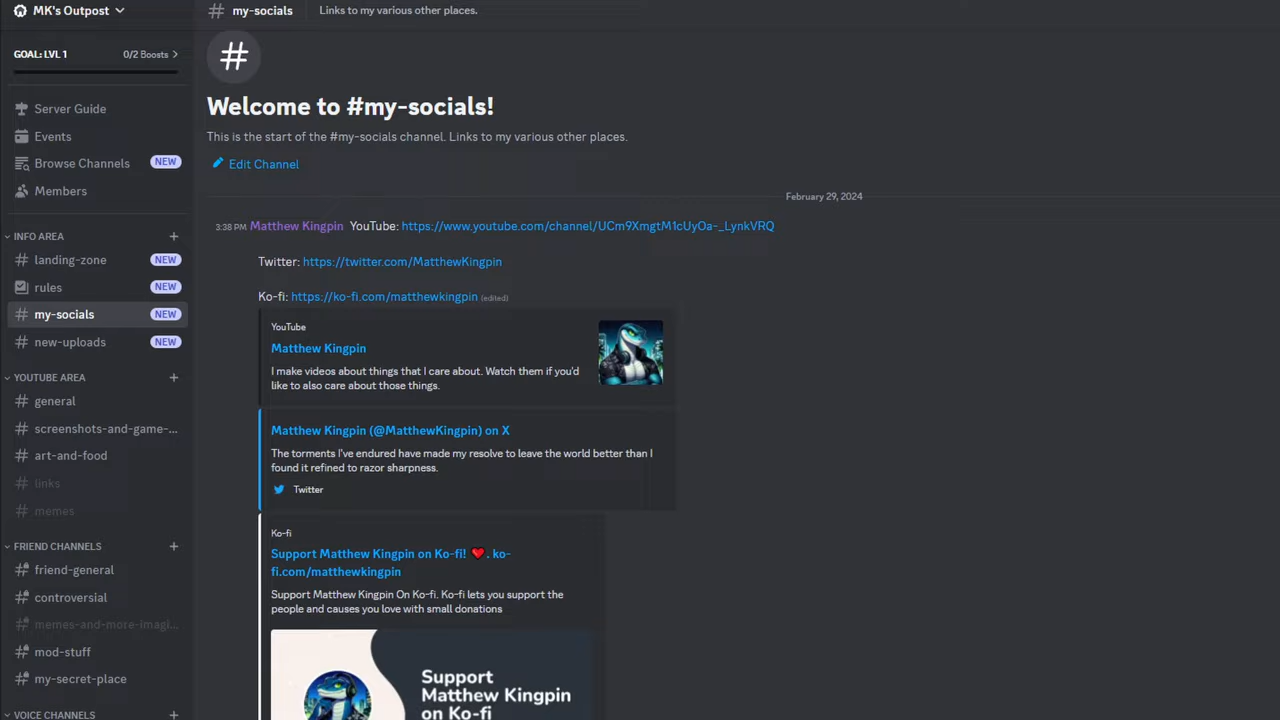 MK's Outpost
# my-socials Links to my various other places.
GOAL: LVL 1 0/2 Boosts >
Server Guide
Events
Browse Channels NEW
Members
INFO AREA +
# landing-zone NEW
rules NEW
# my-socials NEW
# new-uploads NEW
YOUTUBE AREA +
# general
# screenshots-and-game-...
# art-and-food
# links
# memes
FRIEND CHANNELS +
# friend-general
# controversial
# memes-and-more-imagi...
# mod-stuff
# my-secret-place
VOICE CHANNELS +
#
Welcome to #my-socials!
This is the start of the #my-socials channel. Links to my various other places.
Edit Channel
February 29, 2024
3:38 PM Matthew Kingpin YouTube: https://www.youtube.com/channel/UCm9XmgtM1cUyOa-_LynkVRQ
Twitter: https://twitter.com/MatthewKingpin
Ko-fi: https://ko-fi.com/matthewkingpin (edited)
YouTube
Matthew Kingpin
I make videos about things that I care about. Watch them if you'd
like to also care about those things.
Matthew Kingpin (@MatthewKingpin) on X
The torments I've endured have made my resolve to leave the world better than I
found it refined to razor sharpness.
Twitter
Ko-fi
Support Matthew Kingpin on Ko-fi! ❤️. ko-
fi.com/matthewkingpin
Support Matthew Kingpin On Ko-fi. Ko-fi lets you support the
people and causes you love with small donations
Support
Matthew Kingpin
on Ko-fi